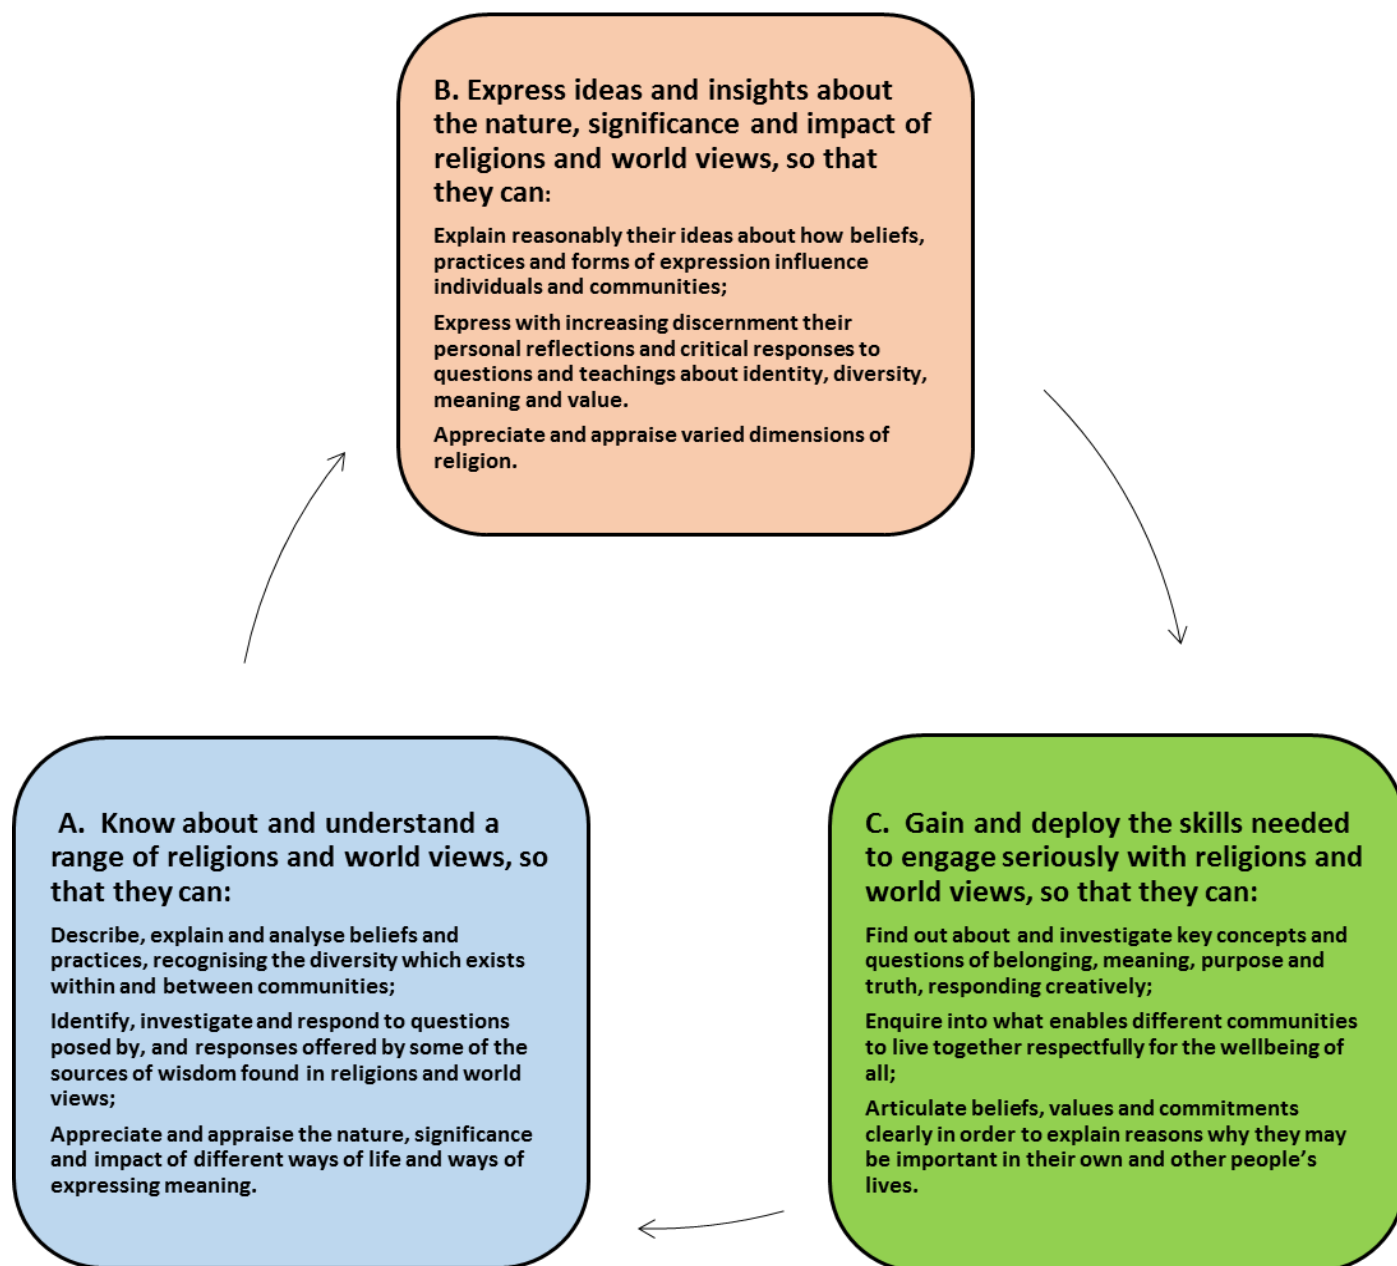 B. Express ideas and insights about
the nature, significance and impact of
religions and world views, so that
they can:
Explain reasonably their ideas about how beliefs,
practices and forms of expression influence
individuals and communities;
Express with increasing discernment their
personal reflections and critical responses to
questions and teachings about identity, diversity,
meaning and value.
Appreciate and appraise varied dimensions of
religion.
A. Know about and understand a
range of religions and world views, so
that they can:
Describe, explain and analyse beliefs and
practices, recognising the diversity which exists
within and between communities;
Identify, investigate and respond to questions
posed by, and responses offered by some of the
sources of wisdom found in religions and world
views;
Appreciate and appraise the nature, significance
and impact of different ways of life and ways of
expressing meaning.
C. Gain and deploy the skills needed
to engage seriously with religions and
world views, so that they can:
Find out about and investigate key concepts and
questions of belonging, meaning, purpose and
truth, responding creatively;
Enquire into what enables different communities
to live together respectfully for the wellbeing of
all;
Articulate beliefs, values and commitments
clearly in order to explain reasons why they may
be important in their own and other people's
lives.